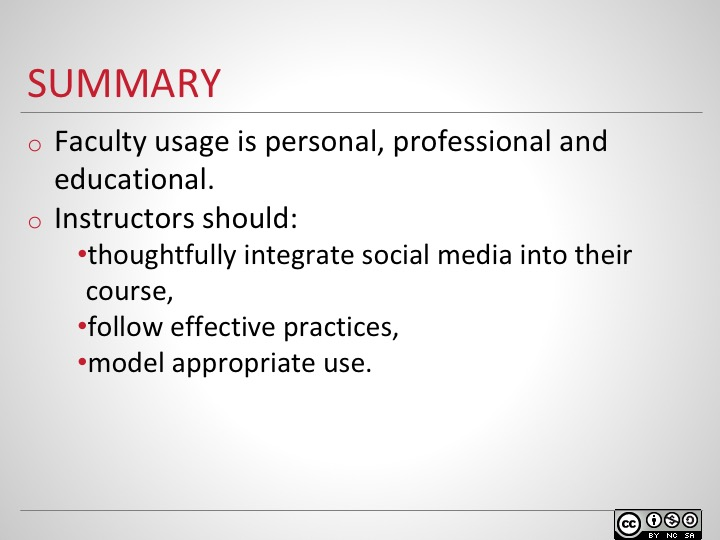 SUMMARY
o Faculty usage is personal, professional and
educational.
o Instructors should:
•thoughtfully integrate social media into their
course,
•follow effective practices,
•model appropriate use.
cc
BY NC SA